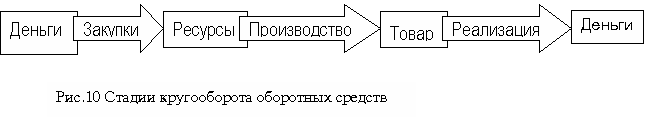 Деньги Закупки Ресурсы Производство Товар Реализация Деньги
Рис.10 Стадии кругооборота оборотных средств